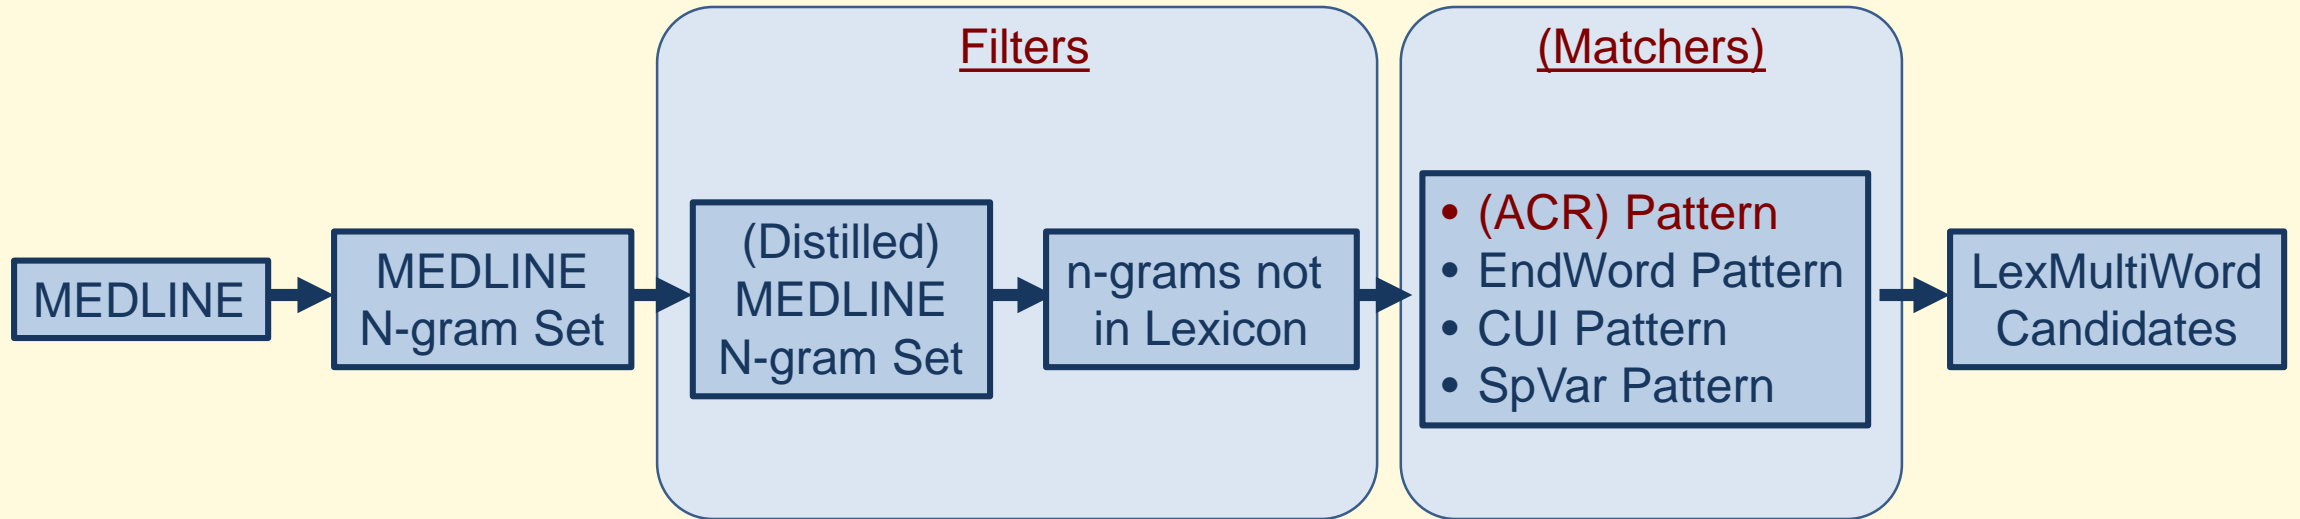 Filters
(Matchers)
MEDLINE
MEDLINE
N-gram Set
(Distilled)
MEDLINE
N-gram Set
n-grams not
in Lexicon
• (ACR) Pattern
• EndWord Pattern
• CUI Pattern
• SpVar Pattern
LexMultiWord
Candidates